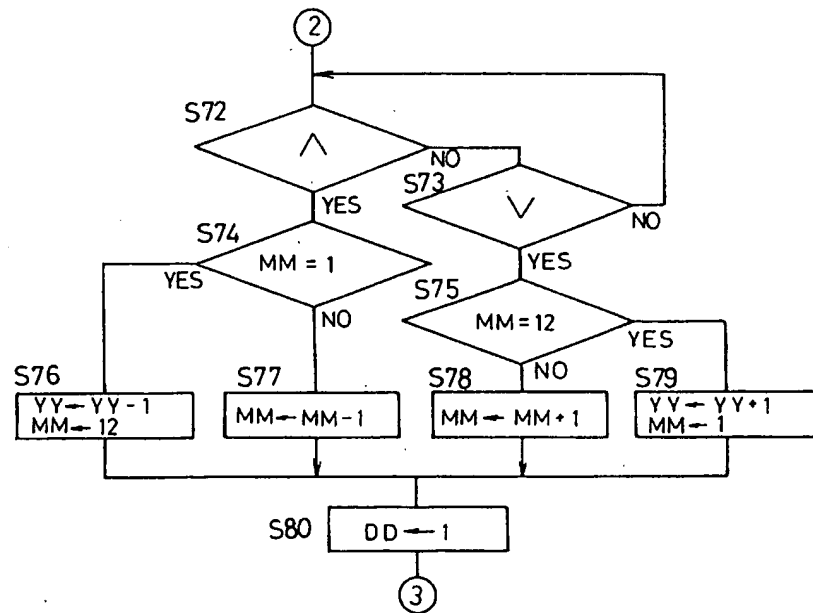 2
S72
∧
NO
YES
S73
∨
NO
YES
S74
MM = 1
YES
NO
S75
MM = 12
YES
NO
S76
YY ← YY - 1
MM ← 12
S77
MM ← MM - 1
S78
MM ← MM + 1
S79
YY ← YY + 1
MM ← 1
S80
DD ← 1
3